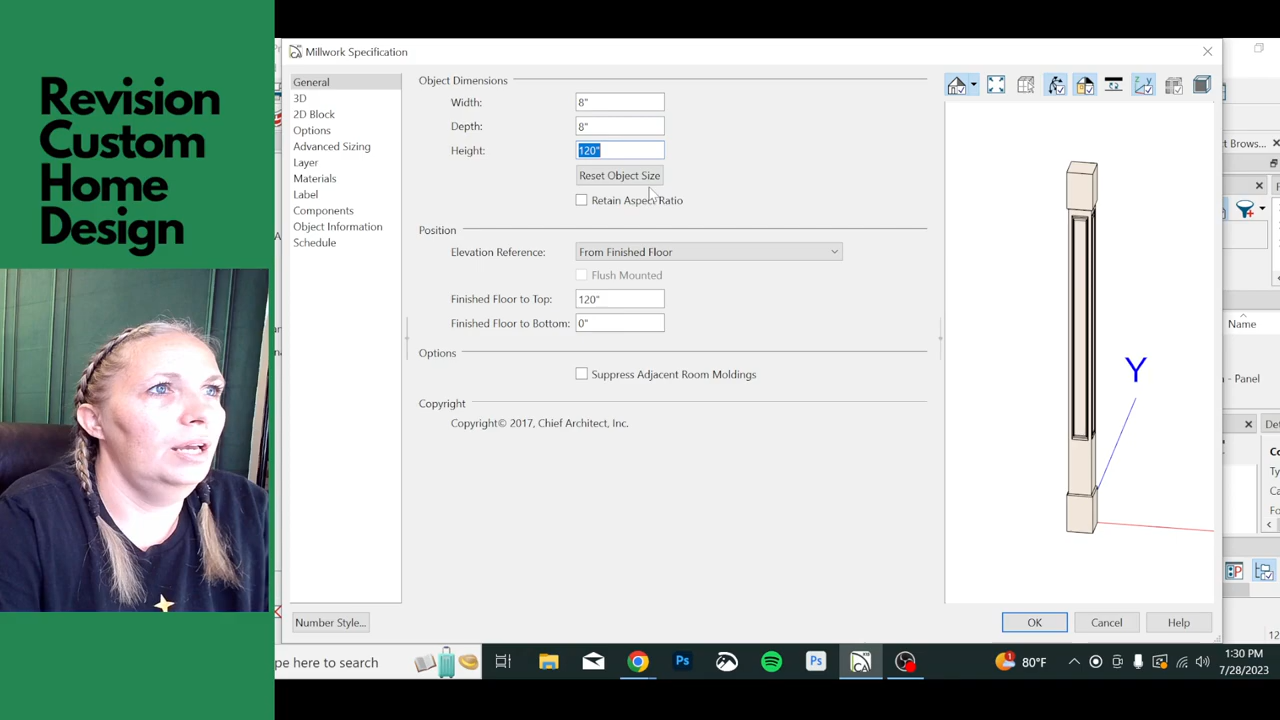 Revision
Custom
Home
Design
Millwork Specification
General
3D
2D Block
Options
Advanced Sizing
Layer
Materials
Label
Components
Object Information
Schedule
Object Dimensions
Width: 8"
Depth: 8"
Height: 120"
Reset Object Size
Retain Aspect Ratio
Position
Elevation Reference: From Finished Floor
Flush Mounted
Finished Floor to Top: 120"
Finished Floor to Bottom: 0"
Options
Suppress Adjacent Room Moldings
Copyright
Copyright© 2017, Chief Architect, Inc.
Y
Number Style...
OK
Cancel
Help
ct Brows...
Name
- Panel
pe here to search
Ps
80°F
1:30 PM
7/28/2023